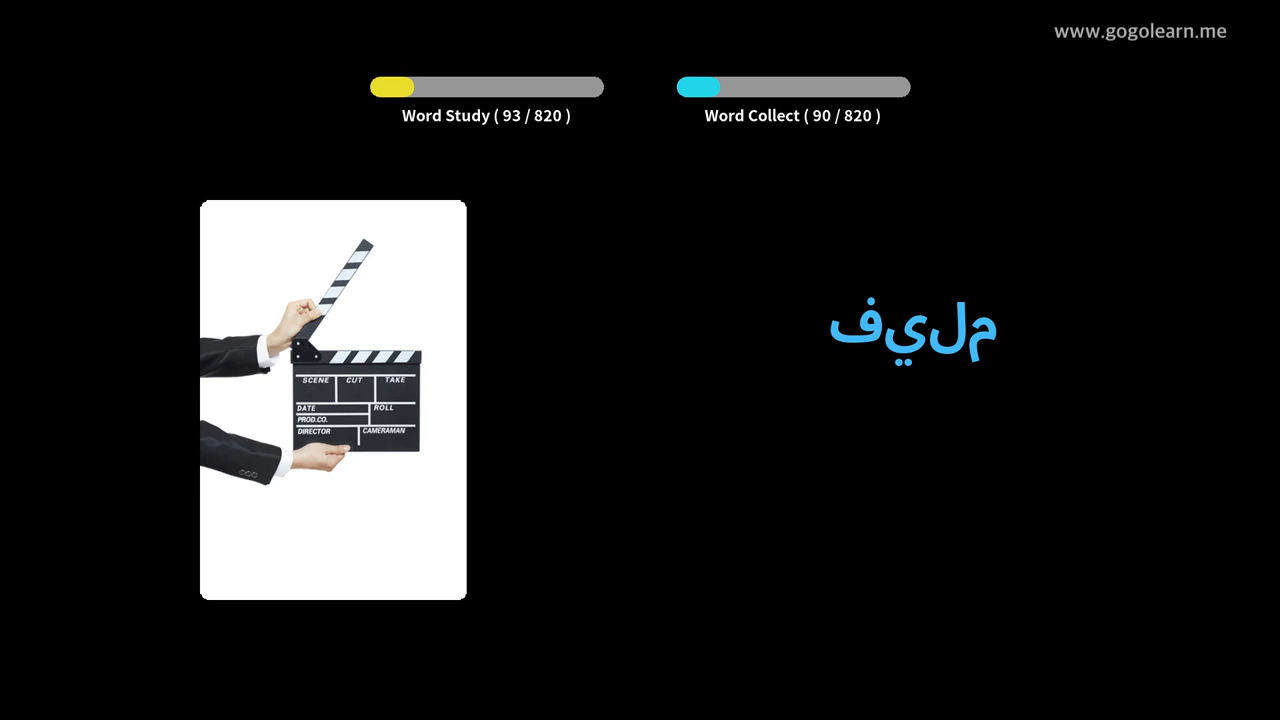 www.gogolearn.me
Word Study ( 93 / 820 )
Word Collect ( 90 / 820 )
SCENE CUT TAKE
DATE ROLL
PROD.CO.
DIRECTOR CAMERAMAN
مليف